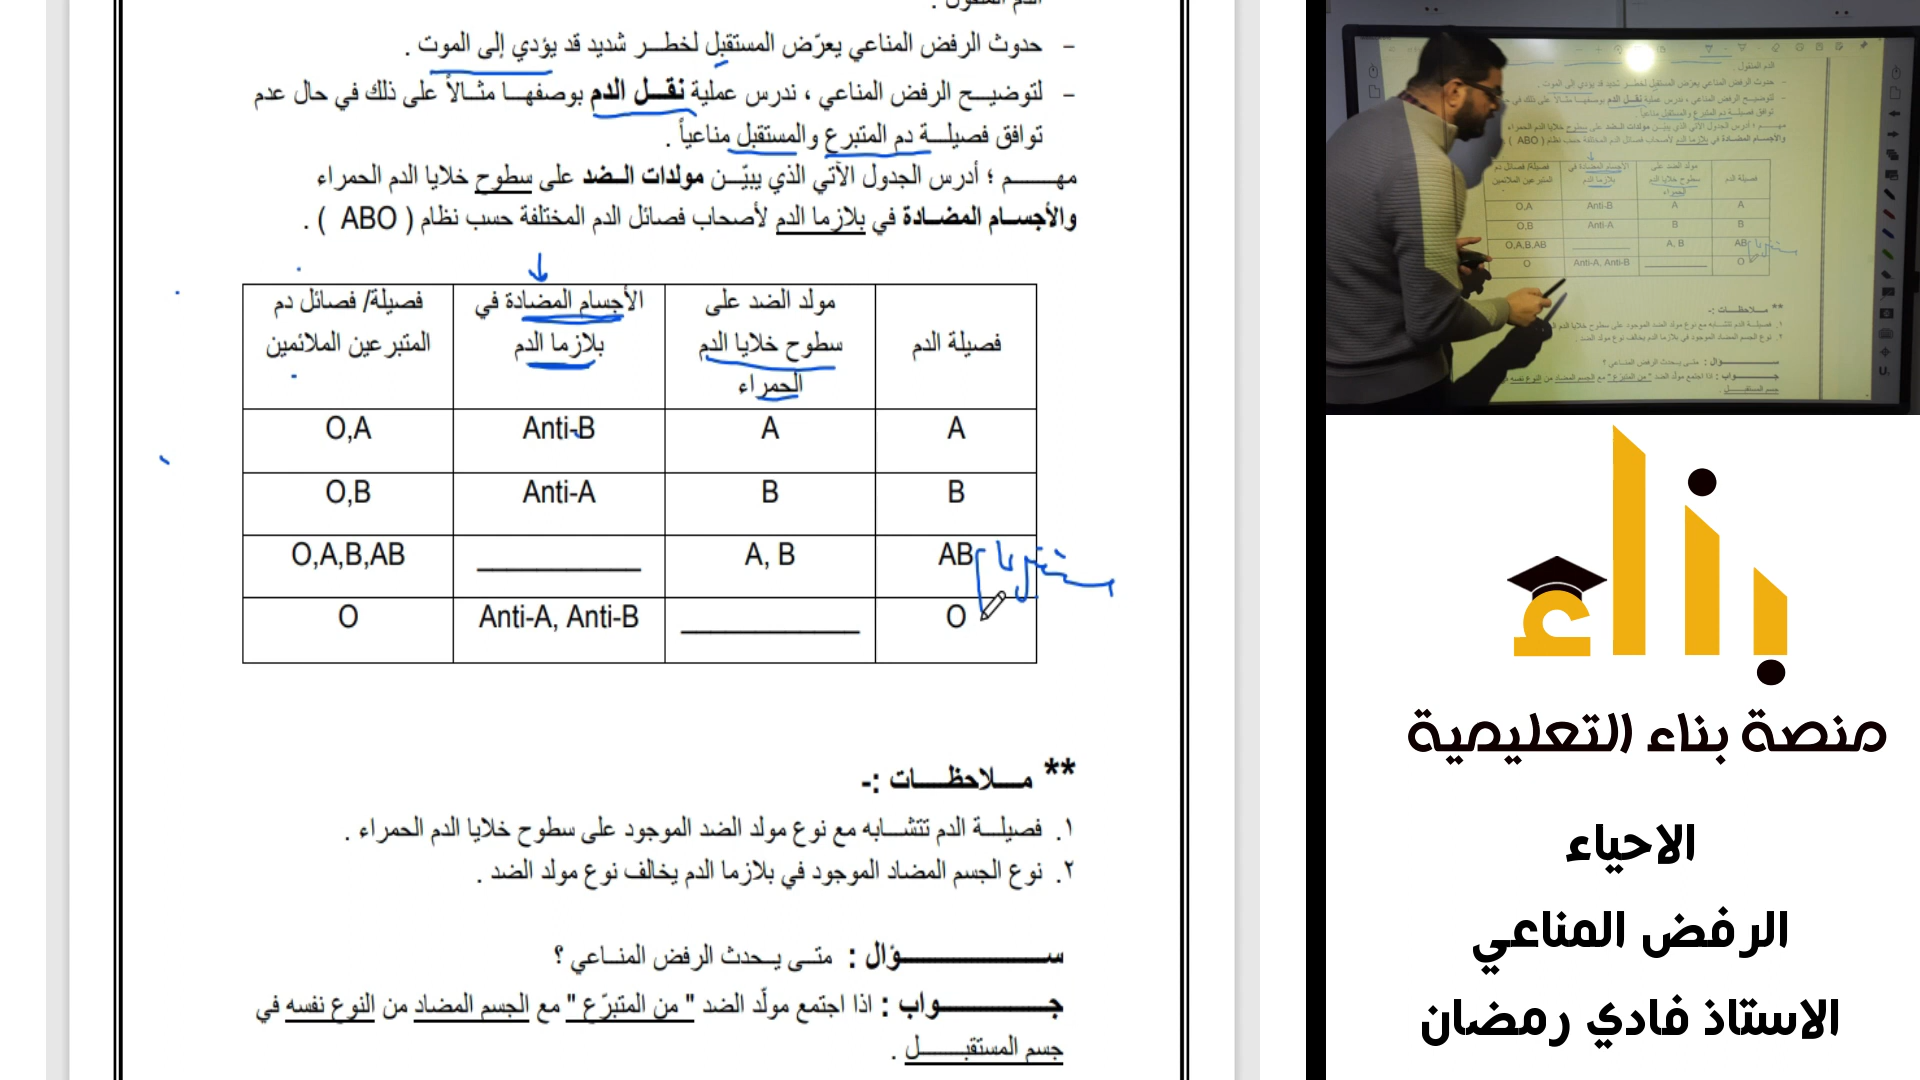 - حدوث الرفض المناعي يعرّض المستقبل لخطـر شديد قد يؤدي إلى الموت .
- لتوضيـح الرفض المناعي ، ندرس عملية نقـل الدم بوصفهـا مثـالاً على ذلك في حال عدم
توافق فصيلـة دم المتبرع والمستقبل مناعياً .
مهـم ؛ أدرس الجدول الآتي الذي يبيّـن مولدات الـضد على سطوح خلايا الدم الحمراء
والأجسـام المضـادة في بلازما الدم لأصحاب فصائل الدم المختلفة حسب نظام ( ABO ) .
فصيلة الدم | مولد الضد على سطوح خلايا الدم الحمراء | الأجسام المضادة في بلازما الدم | فصيلة/ فصائل دم المتبرعين الملائمين
A | A | Anti-B | O,A
B | B | Anti-A | O,B
AB | A, B | ____________ | O,A,B,AB
O | ____________ | Anti-A, Anti-B | O
** مـلاحظـات :-
١. فصيلـة الدم تتشـابه مع نوع مولد الضد الموجود على سطوح خلايا الدم الحمراء .
٢. نوع الجسم المضاد الموجود في بلازما الدم يخالف نوع مولد الضد .
سـؤال : متـى يـحدث الرفض المنـاعي ؟
جـواب : اذا اجتمع مولّد الضد " من المتبرّع " مع الجسم المضاد من النوع نفسه في
جسم المستقبـل .
بناء
منصة بناء التعليمية
الاحياء
الرفض المناعي
الاستاذ فادي رمضان